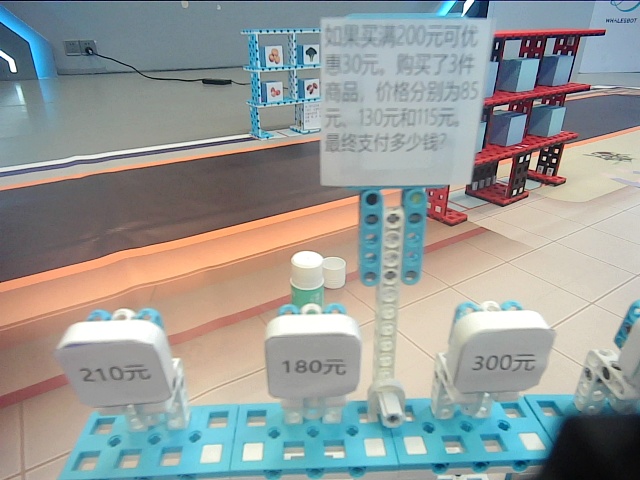 如果买满200元可优
惠30元。购买了3件
商品，价格分别为85
元、130元和115元。
最终支付多少钱?
210元
180元
300元
WHALESBOT